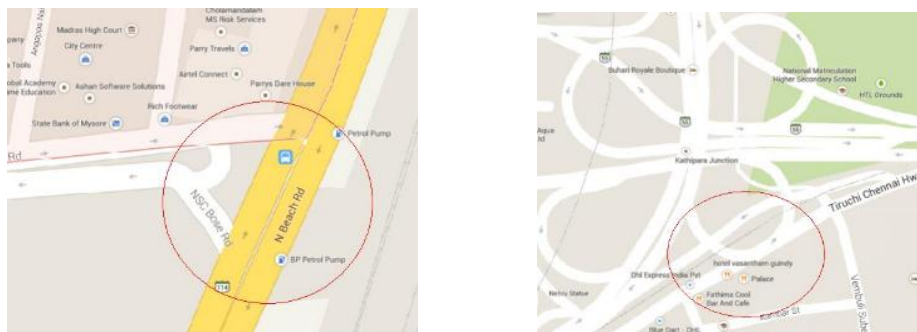 Cholamandalam
MS Risk Services
Madras High Court
Parry Travels
City Centre
Airtel Connect
Ashan Software Solutions
Parrys Dare House
Rich Footwear
State Bank of Mysore
Petrol Pump
Rd
NSC Bose Rd
N Beach Rd
BP Petrol Pump
114
Buhari Royale Boutique
National Matriculation
Higher Secondary School
HTL Grounds
Kathipara Junction
Tiruchi Chennai Hwy
hotel vasantham guindy
Dhl Express India Pvt
Palace
Fathima Cool
Bar And Cafe
Nehru Statue
Blue Dart - DHL